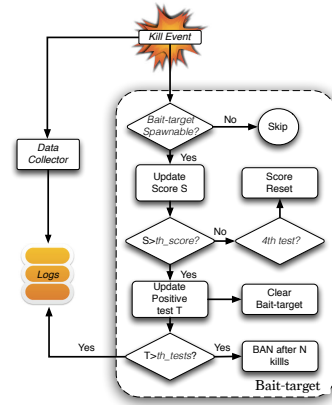 Kill Event
Bait-target
Spawnable?
No
Skip
Data
Collector
Yes
Update
Score S
Score
Reset
S>th_score?
No
4th test?
Logs
Yes
Update
Positive
test T
Clear
Bait-target
Yes
T>th_tests?
Yes
BAN after N
killls
Bait-target